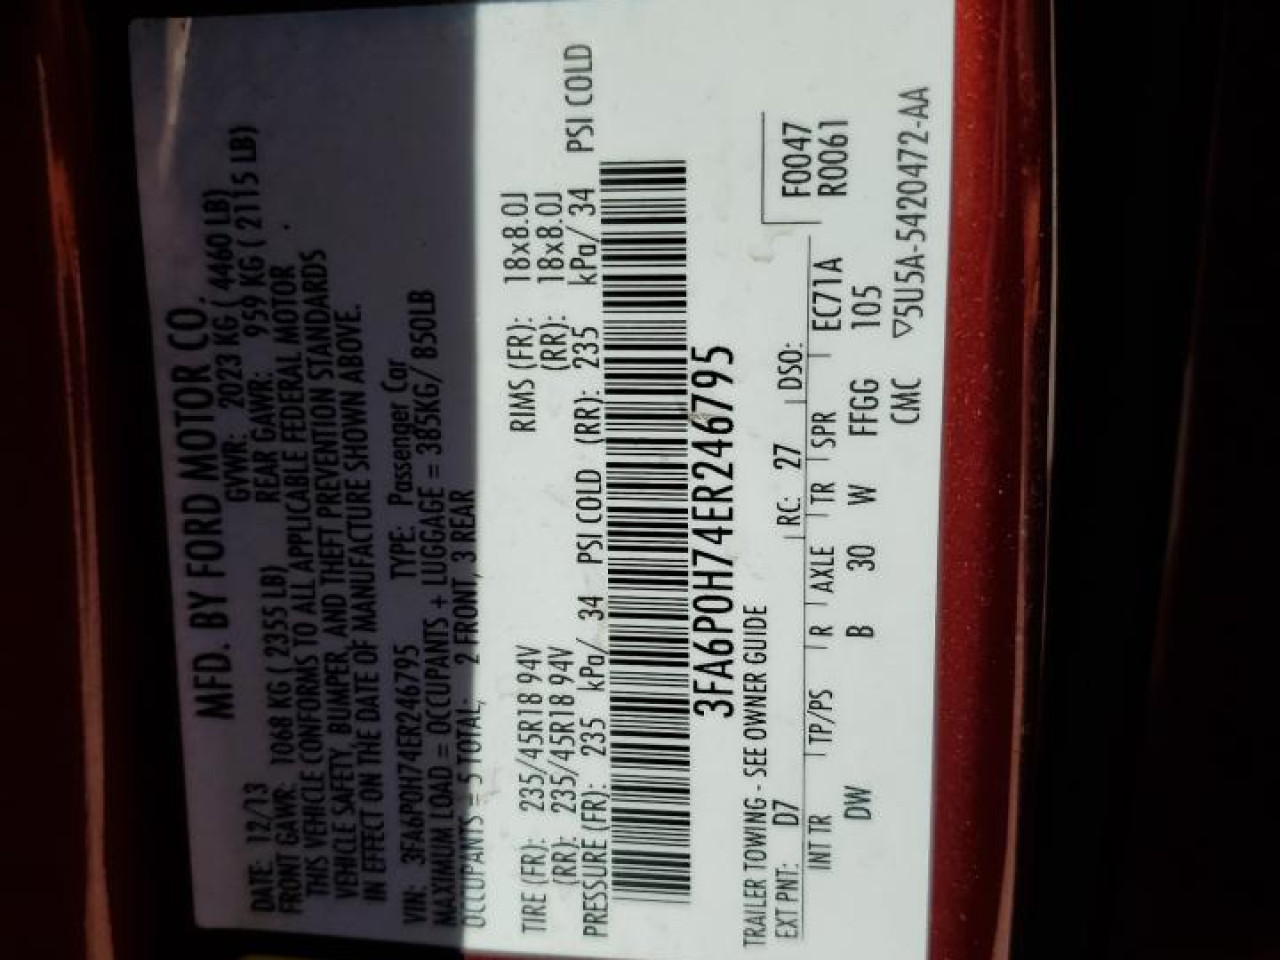 MFD. BY FORD MOTOR CO.
DATE: 12/13 GVWR: 2023 KG ( 4460 LB)
FRONT GAWR: 1068 KG ( 2355 LB) REAR GAWR: 959 KG ( 2115 LB)
THIS VEHICLE CONFORMS TO ALL APPLICABLE FEDERAL MOTOR
VEHICLE SAFETY, BUMPER, AND THEFT PREVENTION STANDARDS
IN EFFECT ON THE DATE OF MANUFACTURE SHOWN ABOVE.
VIN: 3FA6P0H74ER246795 TYPE: Passenger Car
MAXIMUM LOAD = OCCUPANTS + LUGGAGE = 385KG/ 850LB
OCCUPANTS = 5 TOTAL, 2 FRONT, 3 REAR
TIRE (FR): 235/45R18 94V RIMS (FR): 18x8.0J
(RR): 235/45R18 94V (RR): 18x8.0J
PRESSURE (FR): 235 kPa/ 34 PSI COLD (RR): 235 kPa/ 34 PSI COLD
3FA6P0H74ER246795
TRAILER TOWING - SEE OWNER GUIDE
EXT PNT: D7 RC: 27 DSO: F0047
R0061
INT TR TP/PS R AXLE TR SPR EC71A
DW B 30 W FFGG 105
CMC ▽5U5A-5420472-AA